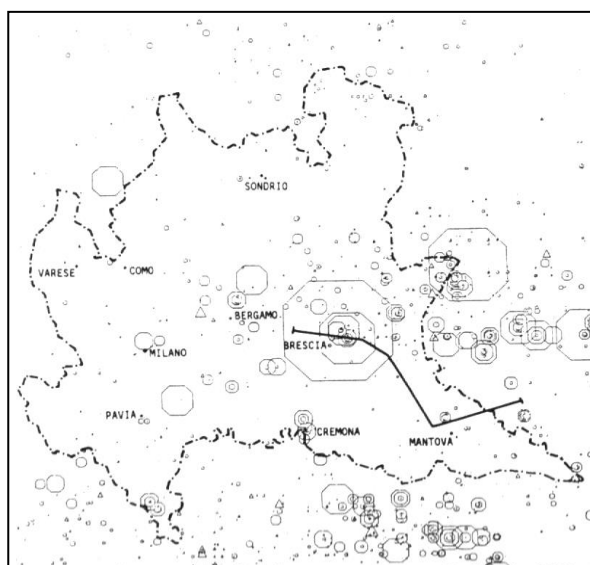 SONDRIO
VARESE
COMO
BERGAMO
BRESCIA
MILANO
PAVIA
CREMONA
MANTOVA